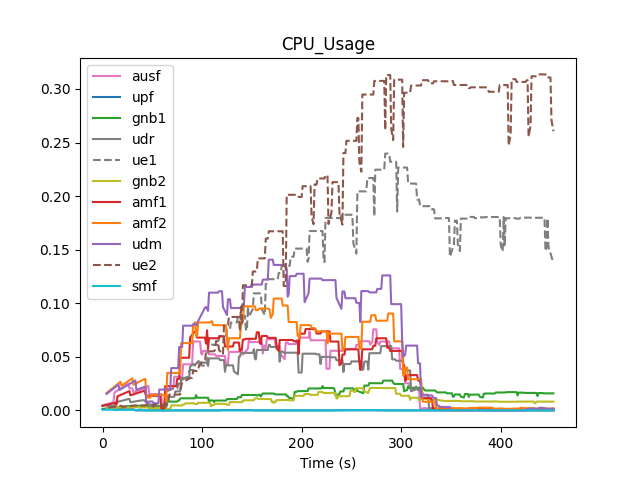 CPU_Usage
0.30
0.25
0.20
0.15
0.10
0.05
0.00
ausf
upf
gnb1
udr
ue1
gnb2
amf1
amf2
udm
ue2
smf
0 100 200 300 400
Time (s)